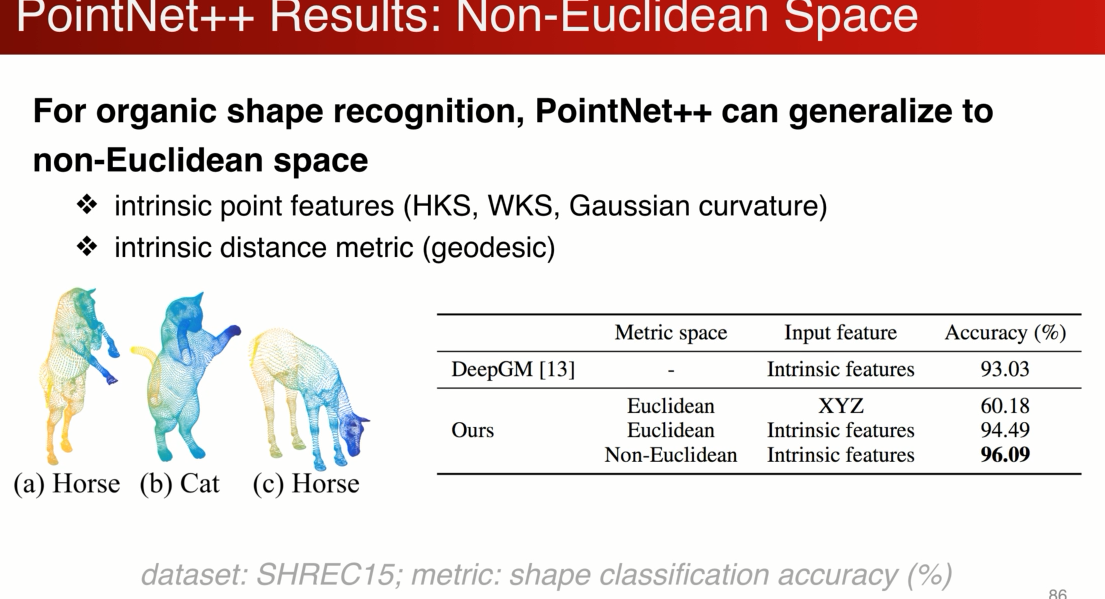 PointNet++ Results: Non-Euclidean Space
For organic shape recognition, PointNet++ can generalize to
non-Euclidean space
❖ intrinsic point features (HKS, WKS, Gaussian curvature)
❖ intrinsic distance metric (geodesic)
Metric space Input feature Accuracy (%)
DeepGM [13] - Intrinsic features 93.03
Euclidean XYZ 60.18
Ours Euclidean Intrinsic features 94.49
Non-Euclidean Intrinsic features 96.09
(a) Horse (b) Cat (c) Horse
dataset: SHREC15; metric: shape classification accuracy (%)
86